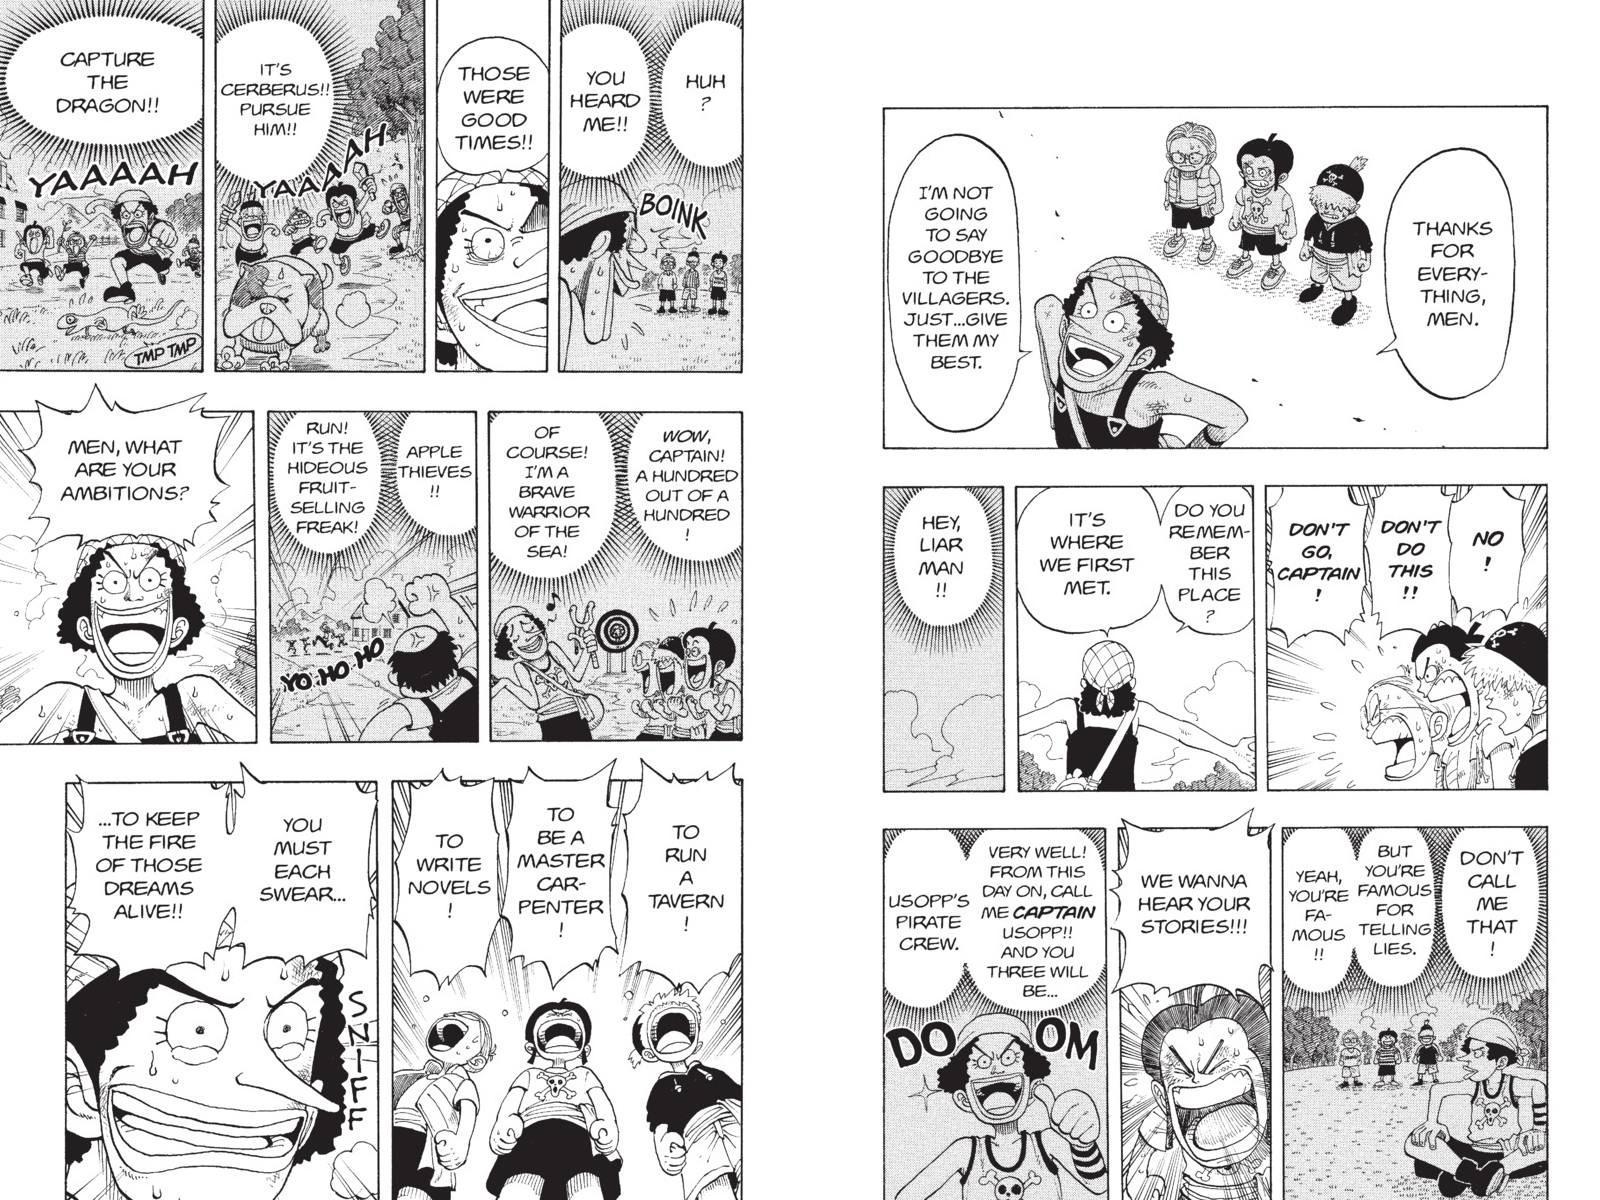 THANKS
FOR
EVERY-
THING,
MEN.
I'M NOT
GOING
TO SAY
GOODBYE
TO THE
VILLAGERS.
JUST...GIVE
THEM MY
BEST.
NO
!
DON'T
DO
THIS
!!
DON'T
GO,
CAPTAIN
!
DO YOU
REMEM-
BER
THIS
PLACE
?
IT'S
WHERE
WE FIRST
MET.
HEY,
LIAR
MAN
!!
DON'T
CALL
ME
THAT
!
BUT
YOU'RE
FAMOUS
FOR
TELLING
LIES.
YEAH,
YOU'RE
FA-
MOUS
!!
WE WANNA
HEAR YOUR
STORIES!!!
VERY WELL!
FROM THIS
DAY ON, CALL
ME CAPTAIN
USOPP!!
AND YOU
THREE WILL
BE...
USOPP'S
PIRATE
CREW.
DOOM
HUH
?
YOU
HEARD
ME!!
BOINK
THOSE
WERE
GOOD
TIMES!!
IT'S
CERBERUS!!
PURSUE
HIM!!
YAAAAAH
CAPTURE
THE
DRAGON!!
YAAAAAH
TMP TMP
WOW,
CAPTAIN!
A HUNDRED
OUT OF A
HUNDRED
!
OF
COURSE!
I'M A
BRAVE
WARRIOR
OF THE
SEA!
APPLE
THIEVES
!!
RUN!
IT'S THE
HIDEOUS
FRUIT-
SELLING
FREAK!
YO HO HO
MEN, WHAT
ARE YOUR
AMBITIONS?
TO
RUN
A
TAVERN
!
TO
BE A
MASTER
CAR-
PENTER
!
TO
WRITE
NOVELS
!
YOU
MUST
EACH
SWEAR...
...TO KEEP
THE FIRE
OF THOSE
DREAMS
ALIVE!!
SNIFF